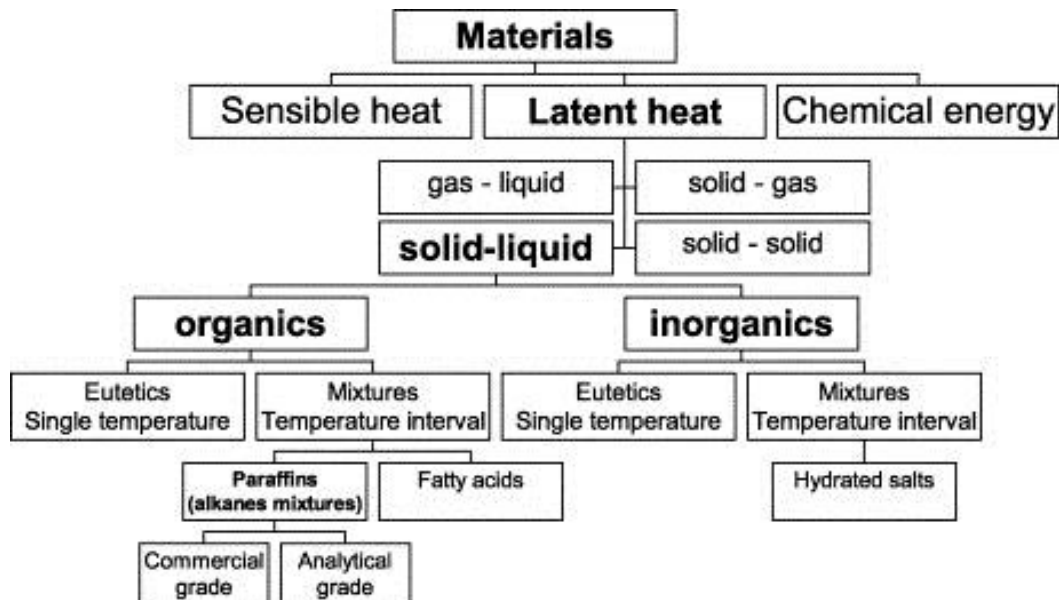 Materials
Sensible heat
Latent heat
Chemical energy
gas - liquid
solid - gas
solid-liquid
solid - solid
organics
inorganics
Eutetics
Single temperature
Mixtures
Temperature interval
Eutetics
Single temperature
Mixtures
Temperature interval
Paraffins
(alkanes mixtures)
Fatty acids
Hydrated salts
Commercial
grade
Analytical
grade